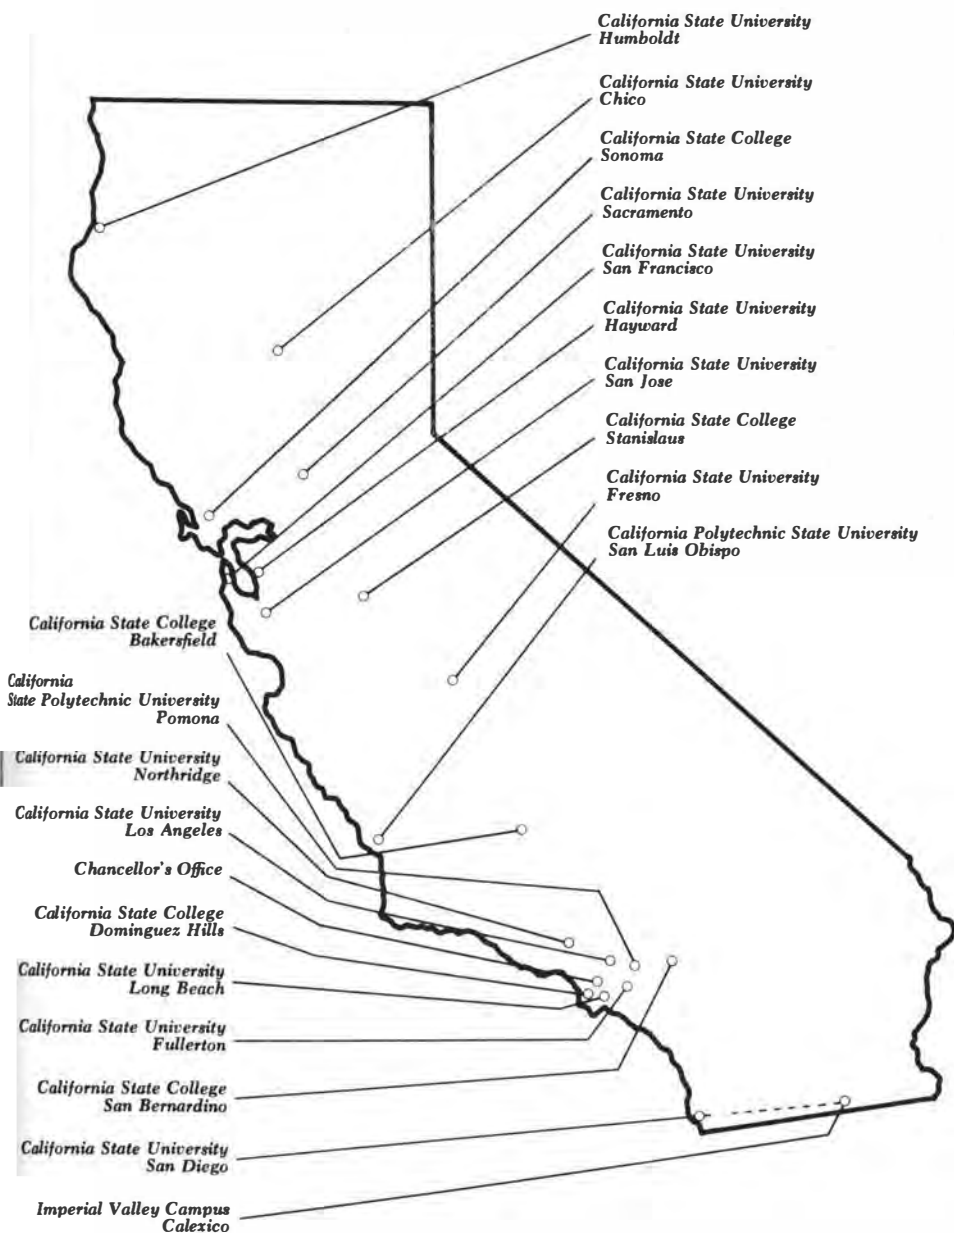 California State University
Humboldt
California State University
Chico
California State College
Sonoma
California State University
Sacramento
California State University
San Francisco
California State University
Hayward
California State University
San Jose
California State College
Stanislaus
California State University
Fresno
California Polytechnic State University
San Luis Obispo
California State College
Bakersfield
California
State Polytechnic University
Pomona
California State University
Northridge
California State University
Los Angeles
Chancellor's Office
California State College
Dominguez Hills
California State University
Long Beach
California State University
Fullerton
California State College
San Bernardino
California State University
San Diego
Imperial Valley Campus
Calexico